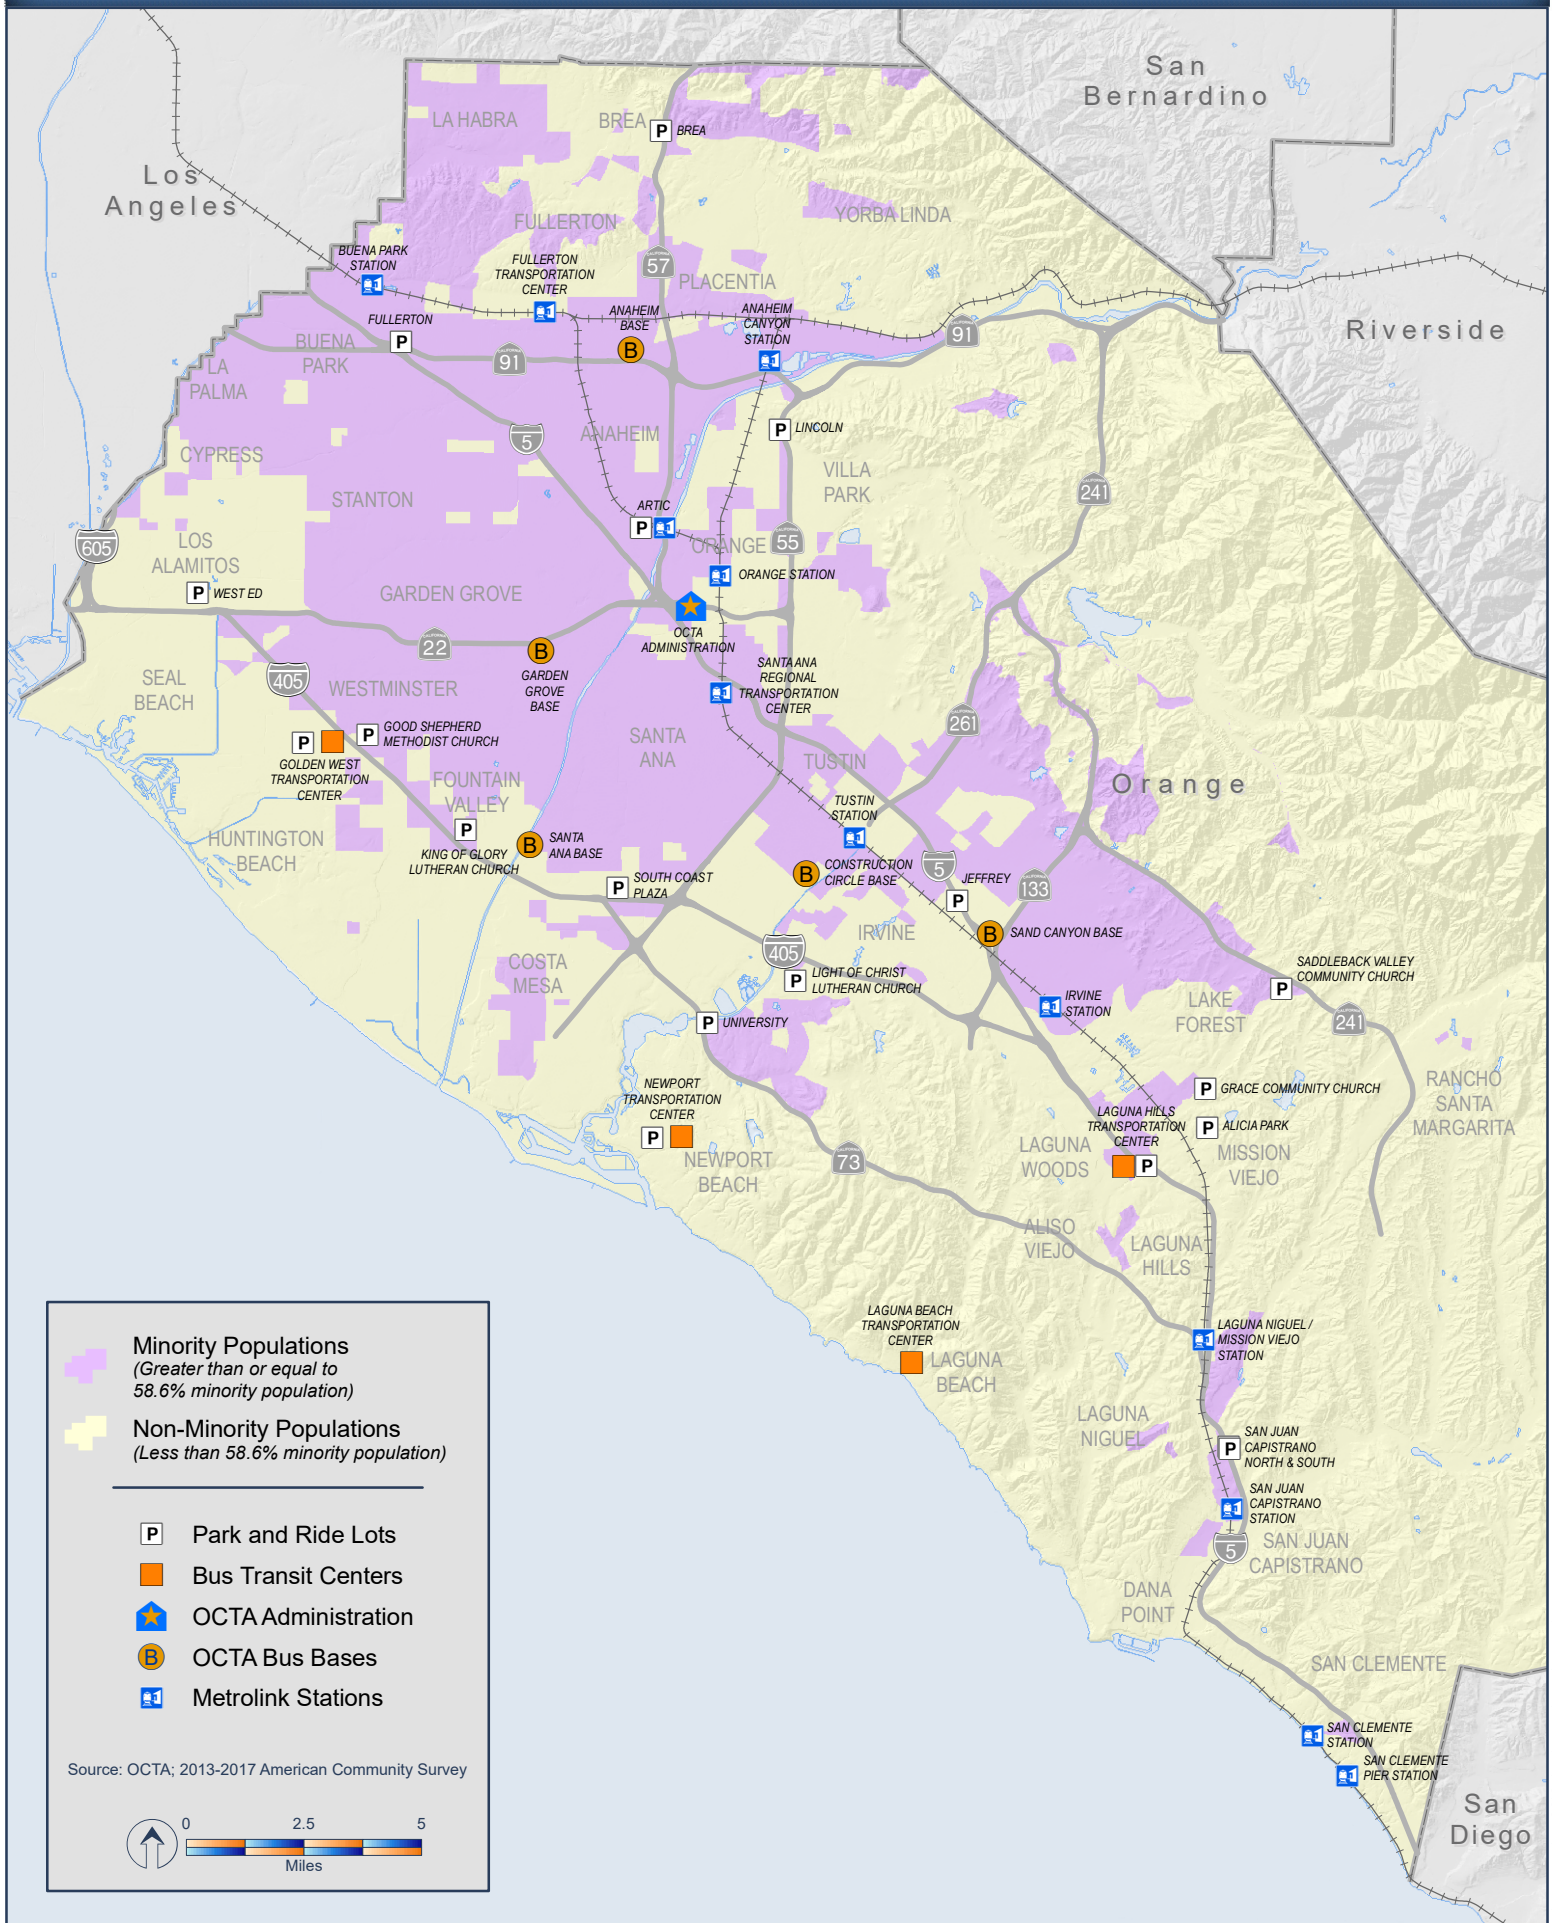 San
Bernardino
Los
Angeles
Riverside
Orange
San
Diego
LA HABRA
BREA
P
BREA
FULLERTON
YORBA LINDA
BUENA PARK
STATION
FULLERTON
TRANSPORTATION
CENTER
CALIFORNIA
57
PLACENTIA
ANAHEIM
BASE
B
ANAHEIM
CANYON
STATION
CALIFORNIA
91
FULLERTON
P
BUENA
PARK
CALIFORNIA
91
LA
PALMA
5
ANAHEIM
P
LINCOLN
CYPRESS
VILLA
PARK
STANTON
CALIFORNIA
241
ARTIC
P
605
LOS
ALAMITOS
ORANGE
CALIFORNIA
55
ORANGE STATION
P
WEST ED
GARDEN GROVE
OCTA
ADMINISTRATION
CALIFORNIA
22
B
GARDEN
GROVE
BASE
SEAL
BEACH
405
WESTMINSTER
SANTA ANA
REGIONAL
TRANSPORTATION
CENTER
CALIFORNIA
261
P
GOOD SHEPHERD
METHODIST CHURCH
P
GOLDEN WEST
TRANSPORTATION
CENTER
SANTA
ANA
TUSTIN
FOUNTAIN
VALLEY
TUSTIN
STATION
HUNTINGTON
BEACH
P
KING OF GLORY
LUTHERAN CHURCH
B
SANTA
ANA BASE
B
CONSTRUCTION
CIRCLE BASE
5
JEFFREY
P
CALIFORNIA
133
P
SOUTH COAST
PLAZA
B
SAND CANYON BASE
IRVINE
405
COSTA
MESA
P
LIGHT OF CHRIST
LUTHERAN CHURCH
SADDLEBACK VALLEY
COMMUNITY CHURCH
P
IRVINE
STATION
LAKE
FOREST
CALIFORNIA
241
P
UNIVERSITY
NEWPORT
TRANSPORTATION
CENTER
P
NEWPORT
BEACH
P
GRACE COMMUNITY CHURCH
RANCHO
SANTA
MARGARITA
LAGUNA HILLS
TRANSPORTATION
CENTER
P
P
ALICIA PARK
LAGUNA
WOODS
MISSION
VIEJO
CALIFORNIA
73
ALISO
VIEJO
LAGUNA
HILLS
LAGUNA BEACH
TRANSPORTATION
CENTER
LAGUNA
BEACH
LAGUNA NIGUEL /
MISSION VIEJO
STATION
LAGUNA
NIGUEL
P
SAN JUAN
CAPISTRANO
NORTH & SOUTH
SAN JUAN
CAPISTRANO
STATION
5
SAN JUAN
CAPISTRANO
DANA
POINT
SAN CLEMENTE
SAN CLEMENTE
STATION
SAN CLEMENTE
PIER STATION
Minority Populations
(Greater than or equal to
58.6% minority population)
Non-Minority Populations
(Less than 58.6% minority population)
P
Park and Ride Lots
Bus Transit Centers
OCTA Administration
B
OCTA Bus Bases
Metrolink Stations
Source: OCTA; 2013-2017 American Community Survey
0 2.5 5
Miles